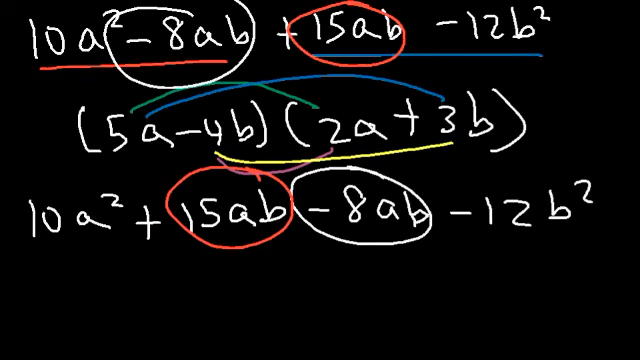 10a² - 8ab + 15ab - 12b²
(5a - 4b)(2a + 3b)
10a² + 15ab - 8ab - 12b²